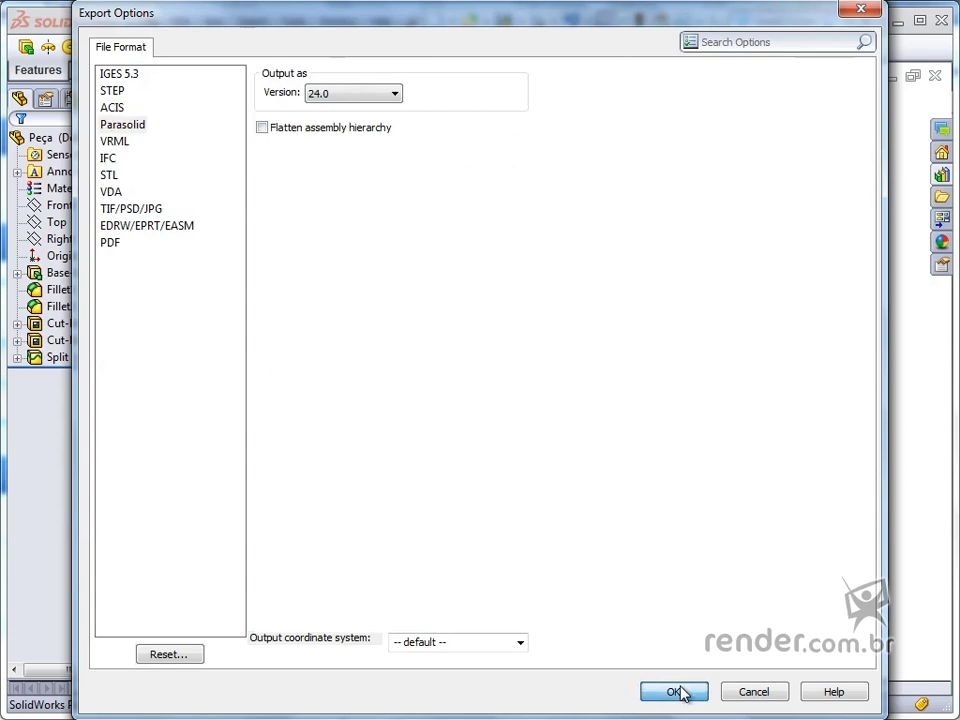 SOLID
Export Options
File Format
Search Options
Features
IGES 5.3
STEP
ACIS
Parasolid
VRML
IFC
STL
VDA
TIF/PSD/JPG
EDRW/EPRT/EASM
PDF
Output as
Version:
24.0
Flatten assembly hierarchy
Peça (D
Sens
Anno
Mate
Front
Top
Right
Origi
Base-
Fillet
Fillet
Cut-
Cut-
Split
Output coordinate system:
-- default --
Reset...
render.com.br
OK
Cancel
Help
SolidWorks P